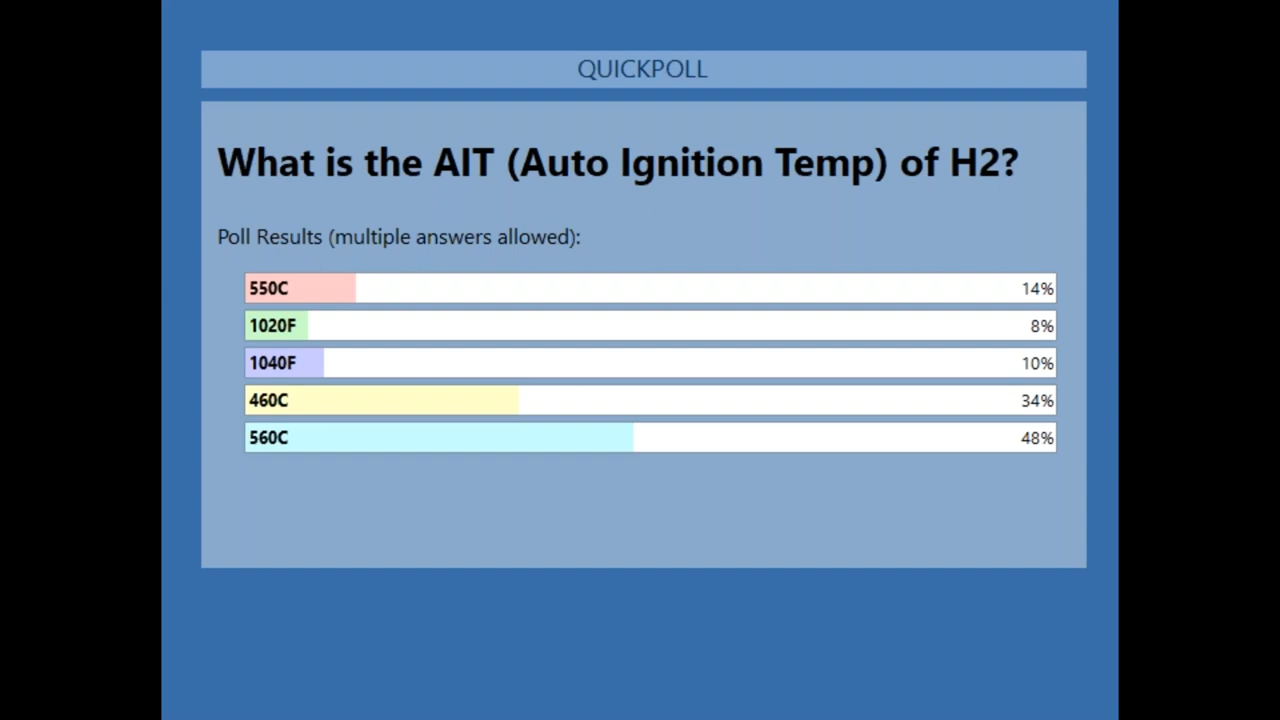 QUICKPOLL
What is the AIT (Auto Ignition Temp) of H2?
Poll Results (multiple answers allowed):
550C 14%
1020F 8%
1040F 10%
460C 34%
560C 48%